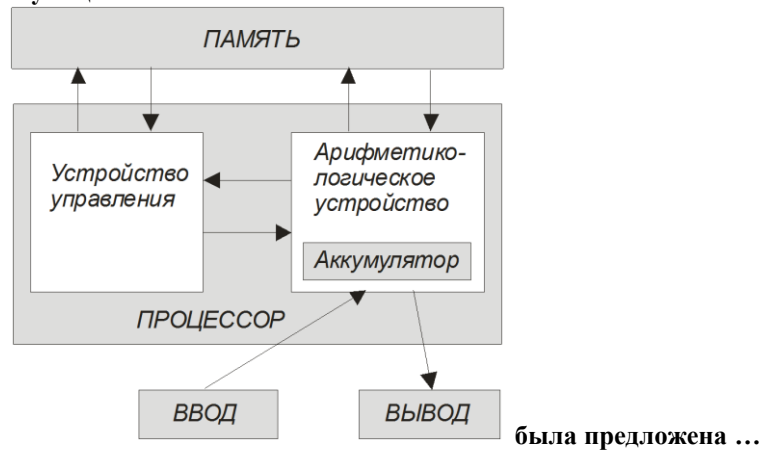 ПАМЯТЬ
Устройство
управления
Арифметико-
логическое
устройство
Аккумулятор
ПРОЦЕССОР
ВВОД
ВЫВОД
была предложена …